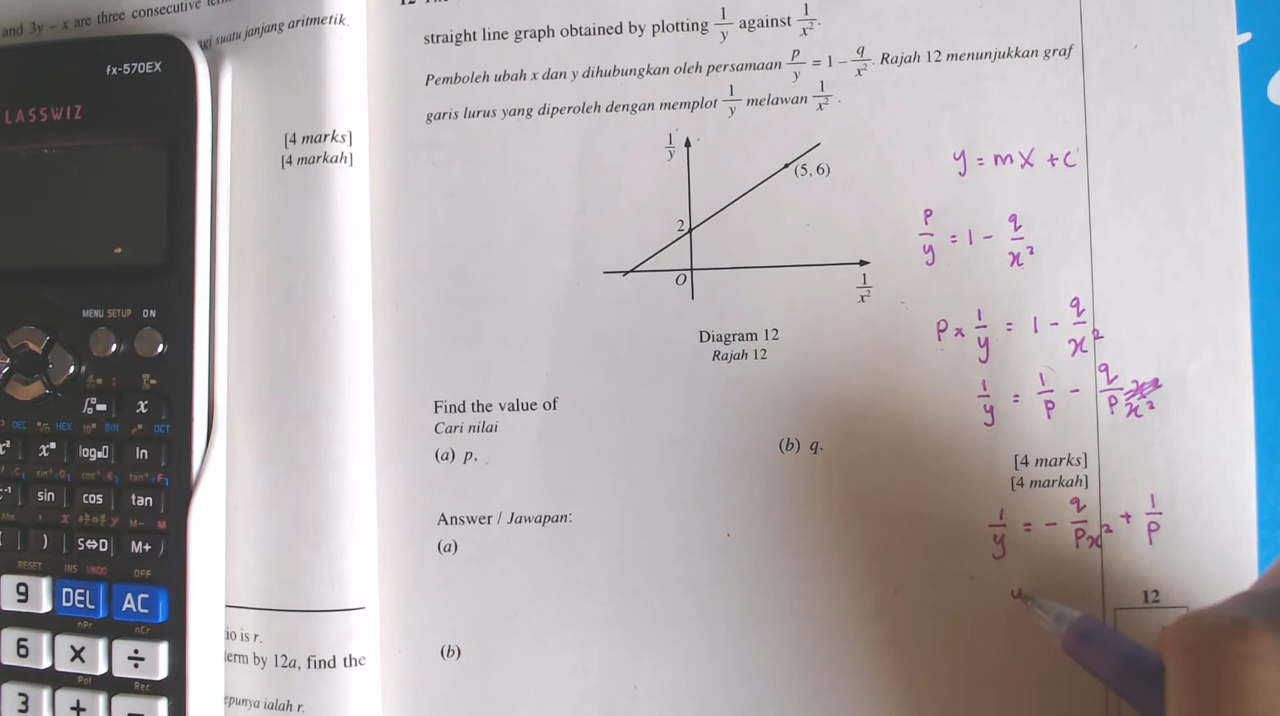 and 3y – x are three consecutive
agi suatu janjang aritmetik.
fx-570EX
CLASSWIZ
[4 marks]
[4 markah]
MENU SETUP ON
x
log
ln
sin cos tan
) S⇔D M+
RESET INS UNDO OFF
9 DEL AC
nPr nCr
6 × ÷
Pol Rec
3 + −
io is r.
term by 12a, find the
epunya ialah r.
12
straight line graph obtained by plotting 1/y against 1/x².
Pemboleh ubah x dan y dihubungkan oleh persamaan p/y = 1 – q/x². Rajah 12 menunjukkan graf
garis lurus yang diperoleh dengan memplot 1/y melawan 1/x².
1/y
(5, 6)
2
O
1/x²
Diagram 12
Rajah 12
Find the value of
Cari nilai
(a) p,
(b) q.
[4 marks]
[4 markah]
Answer / Jawapan:
(a)
(b)
y = mX + C
P/y = 1 - q/x²
P × 1/y = 1 - q/x²
1/y = 1/P - q/Px²
1/y = - q/Px² + 1/P
12